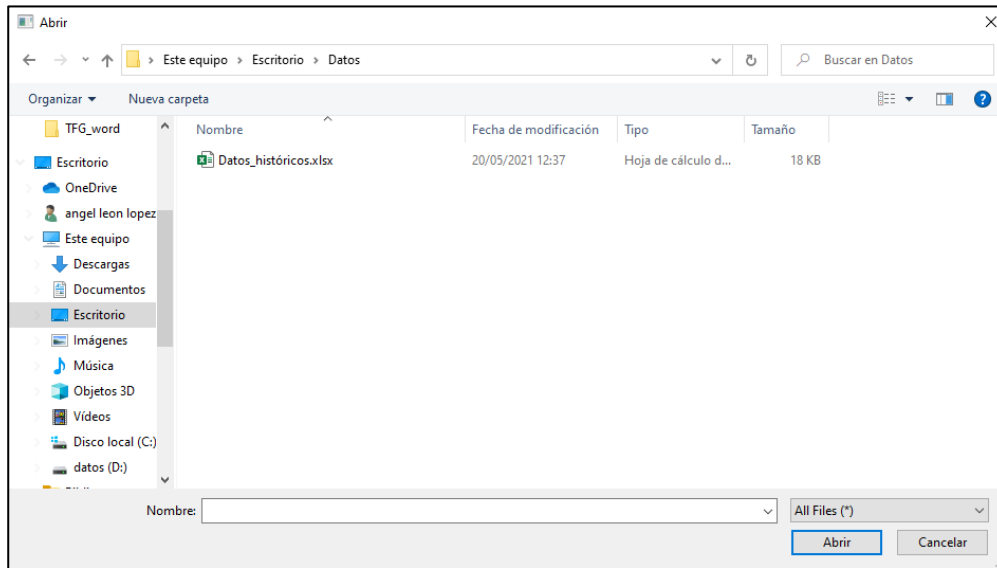 Abrir
Este equipo > Escritorio > Datos
Buscar en Datos
Organizar
Nueva carpeta
TFG_word
Escritorio
OneDrive
angel leon lopez
Este equipo
Descargas
Documentos
Escritorio
Imágenes
Música
Objetos 3D
Vídeos
Disco local (C:)
datos (D:)
Nombre Fecha de modificación Tipo Tamaño
Datos_históricos.xlsx 20/05/2021 12:37 Hoja de cálculo d... 18 KB
Nombre:
All Files (*)
Abrir Cancelar